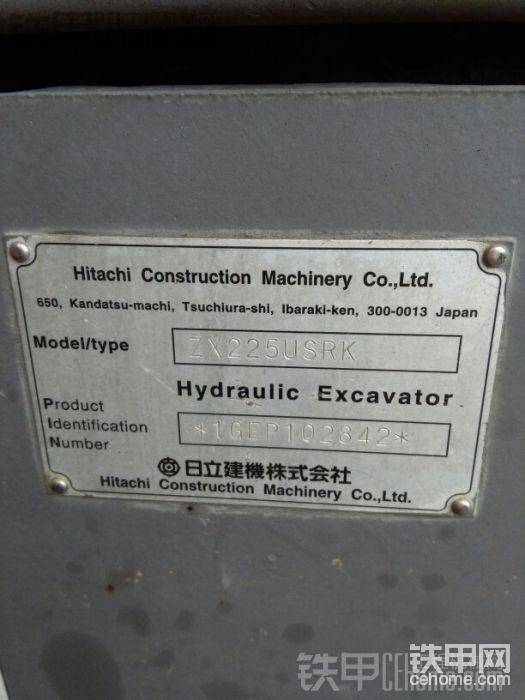 Hitachi Construction Machinery Co.,Ltd.
650, Kandatsu-machi, Tsuchiura-shi, Ibaraki-ken, 300-0013 Japan
Model/type ZX225USRK
Hydraulic Excavator
Product
Identification *1GEP102842*
Number
日立建機株式会社
Hitachi Construction Machinery Co.,Ltd.
铁甲网
cehome.com